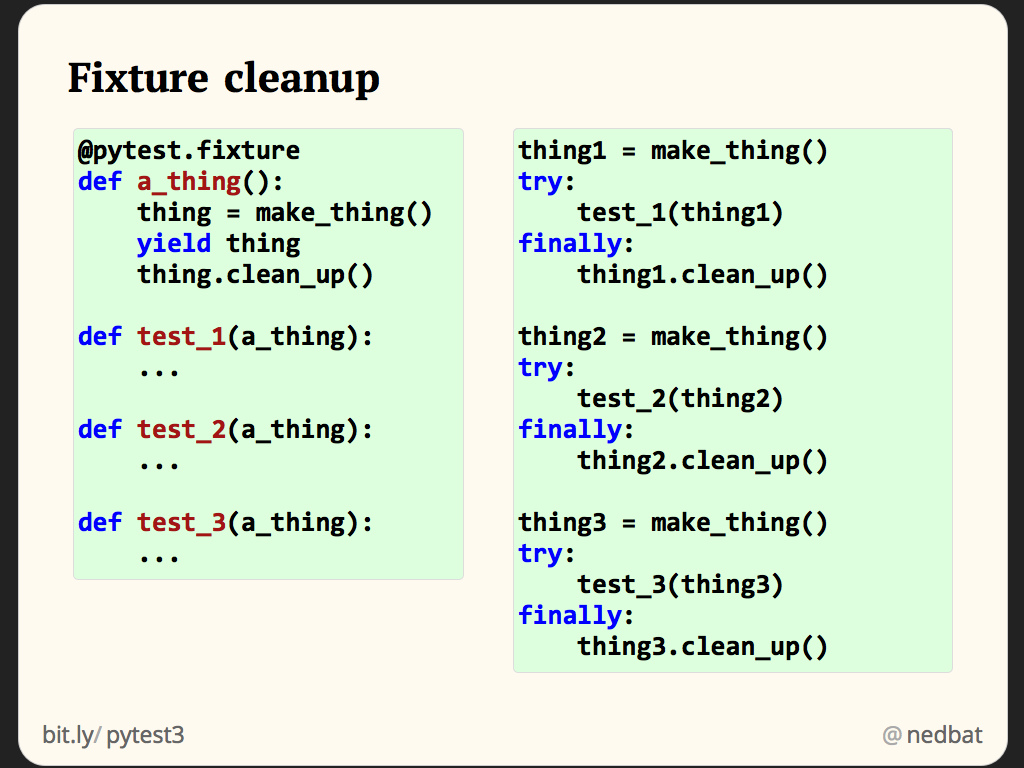 Fixture cleanup
@pytest.fixture
def a_thing():
    thing = make_thing()
    yield thing
    thing.clean_up()

def test_1(a_thing):
    ...

def test_2(a_thing):
    ...

def test_3(a_thing):
    ...
thing1 = make_thing()
try:
    test_1(thing1)
finally:
    thing1.clean_up()

thing2 = make_thing()
try:
    test_2(thing2)
finally:
    thing2.clean_up()

thing3 = make_thing()
try:
    test_3(thing3)
finally:
    thing3.clean_up()
bit.ly/ pytest3
@ nedbat